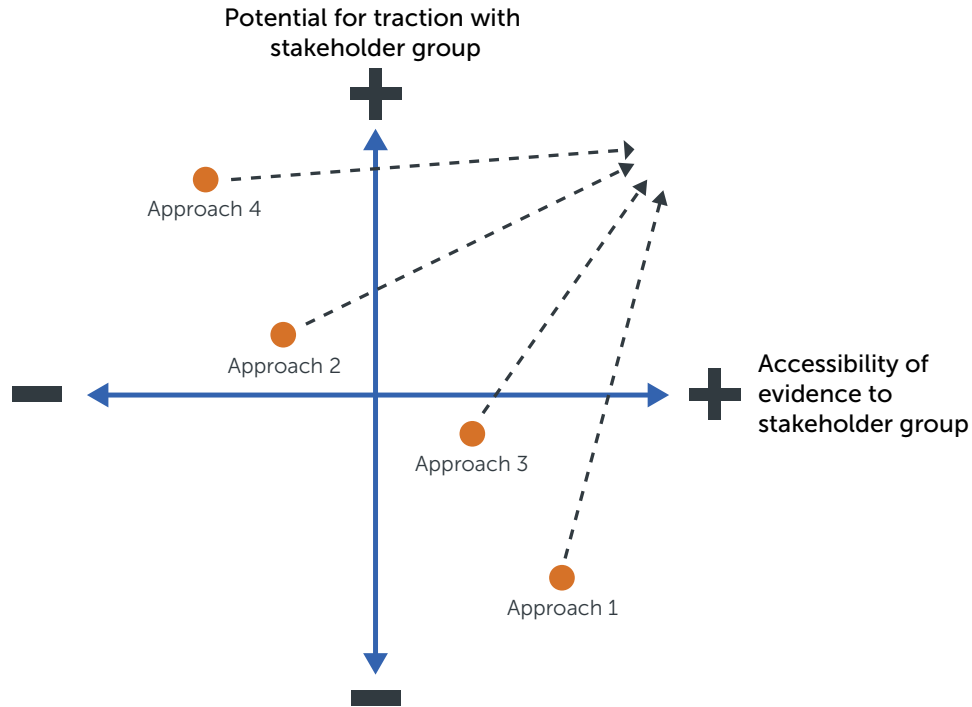 Potential for traction with
stakeholder group
Approach 4
Approach 2
Accessibility of
evidence to
stakeholder group
Approach 3
Approach 1